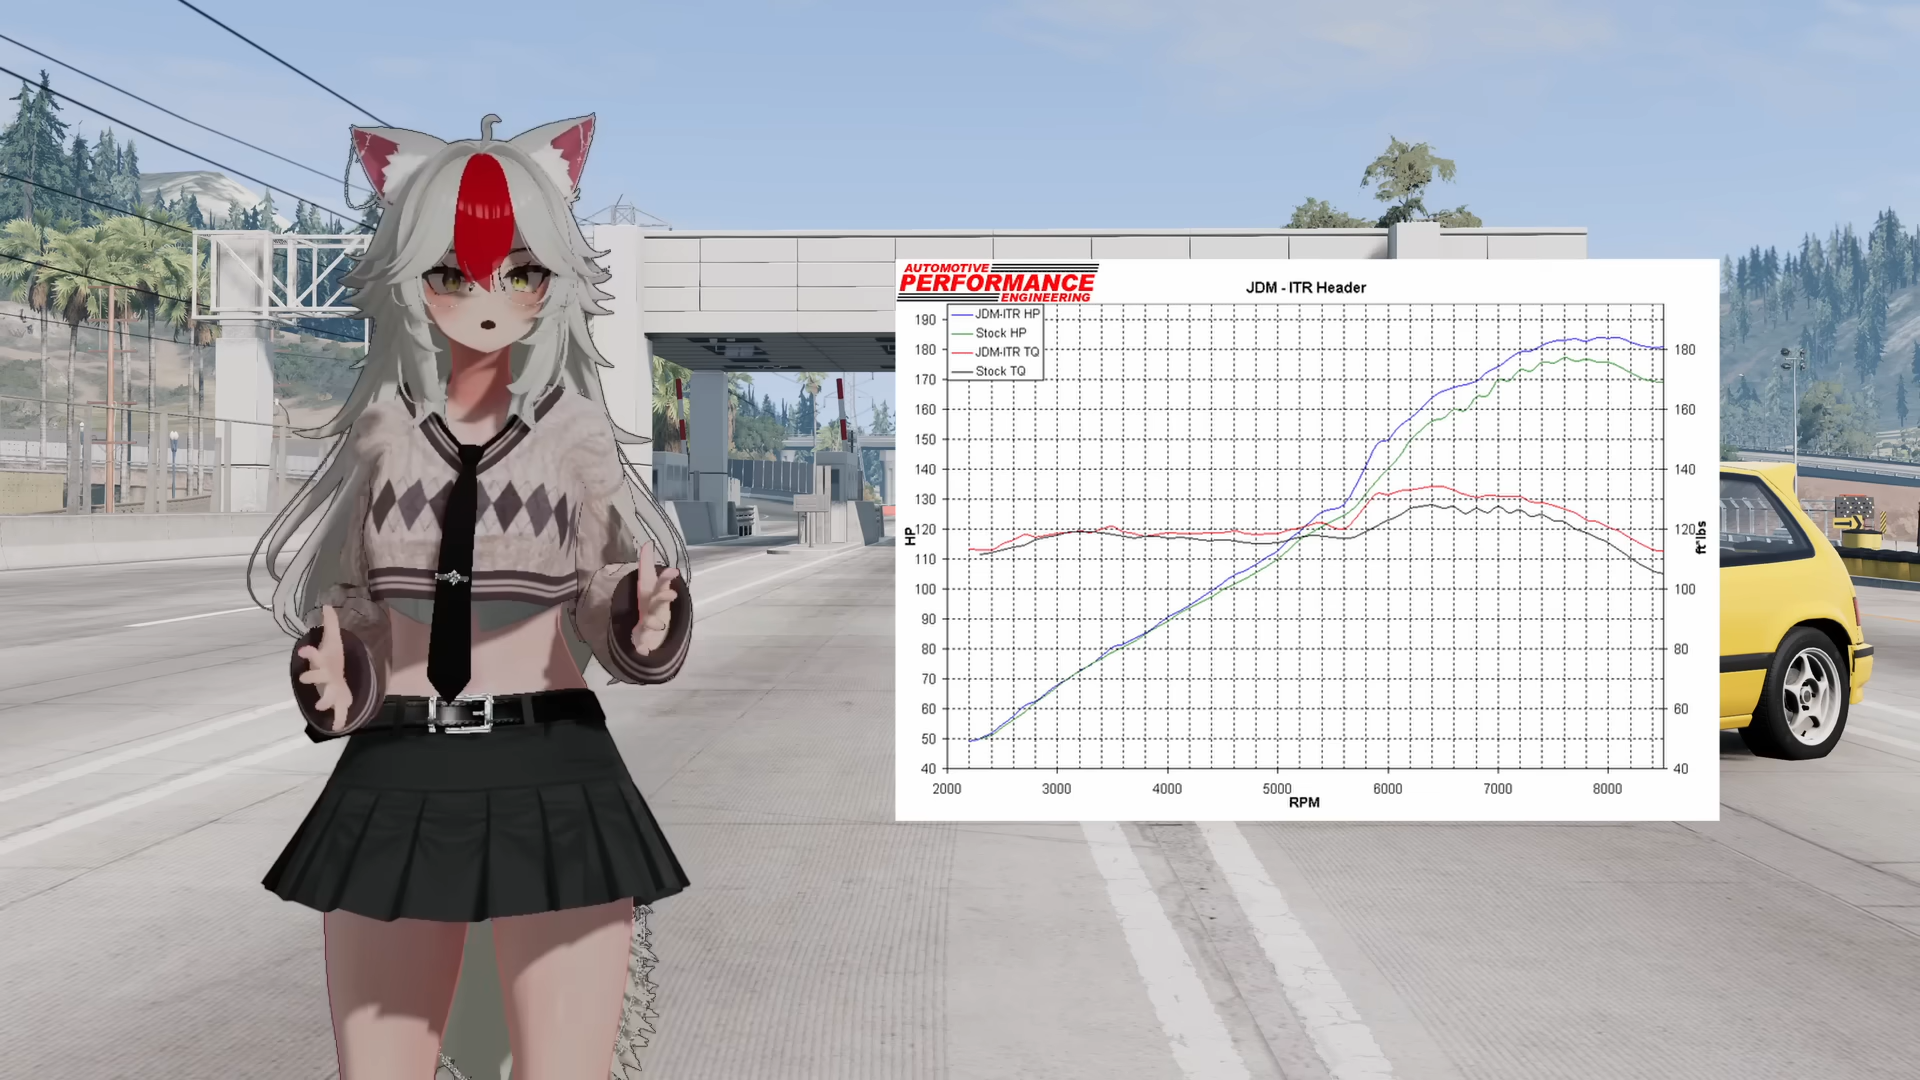 AUTOMOTIVE
PERFORMANCE
ENGINEERING
JDM - ITR Header
JDM-ITR HP
Stock HP
JDM-ITR TQ
Stock TQ
190
180
170
160
150
140
130
120
110
100
90
80
70
60
50
40
HP
180
160
140
120
100
80
60
40
ft*lbs
2000 3000 4000 5000 6000 7000 8000
RPM